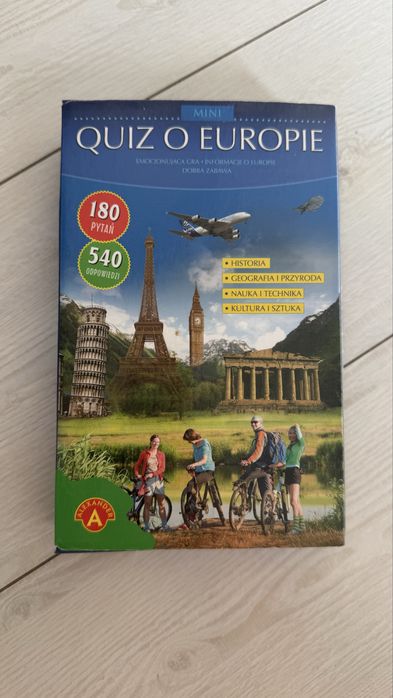 MINI
QUIZ O EUROPIE
EMOCJONUJĄCA GRA • INFORMACJE O EUROPIE
DOBRA ZABAWA
180
PYTAŃ
540
ODPOWIEDZI
• HISTORIA
• GEOGRAFIA I PRZYRODA
• NAUKA I TECHNIKA
• KULTURA I SZTUKA
ALEXANDER
A